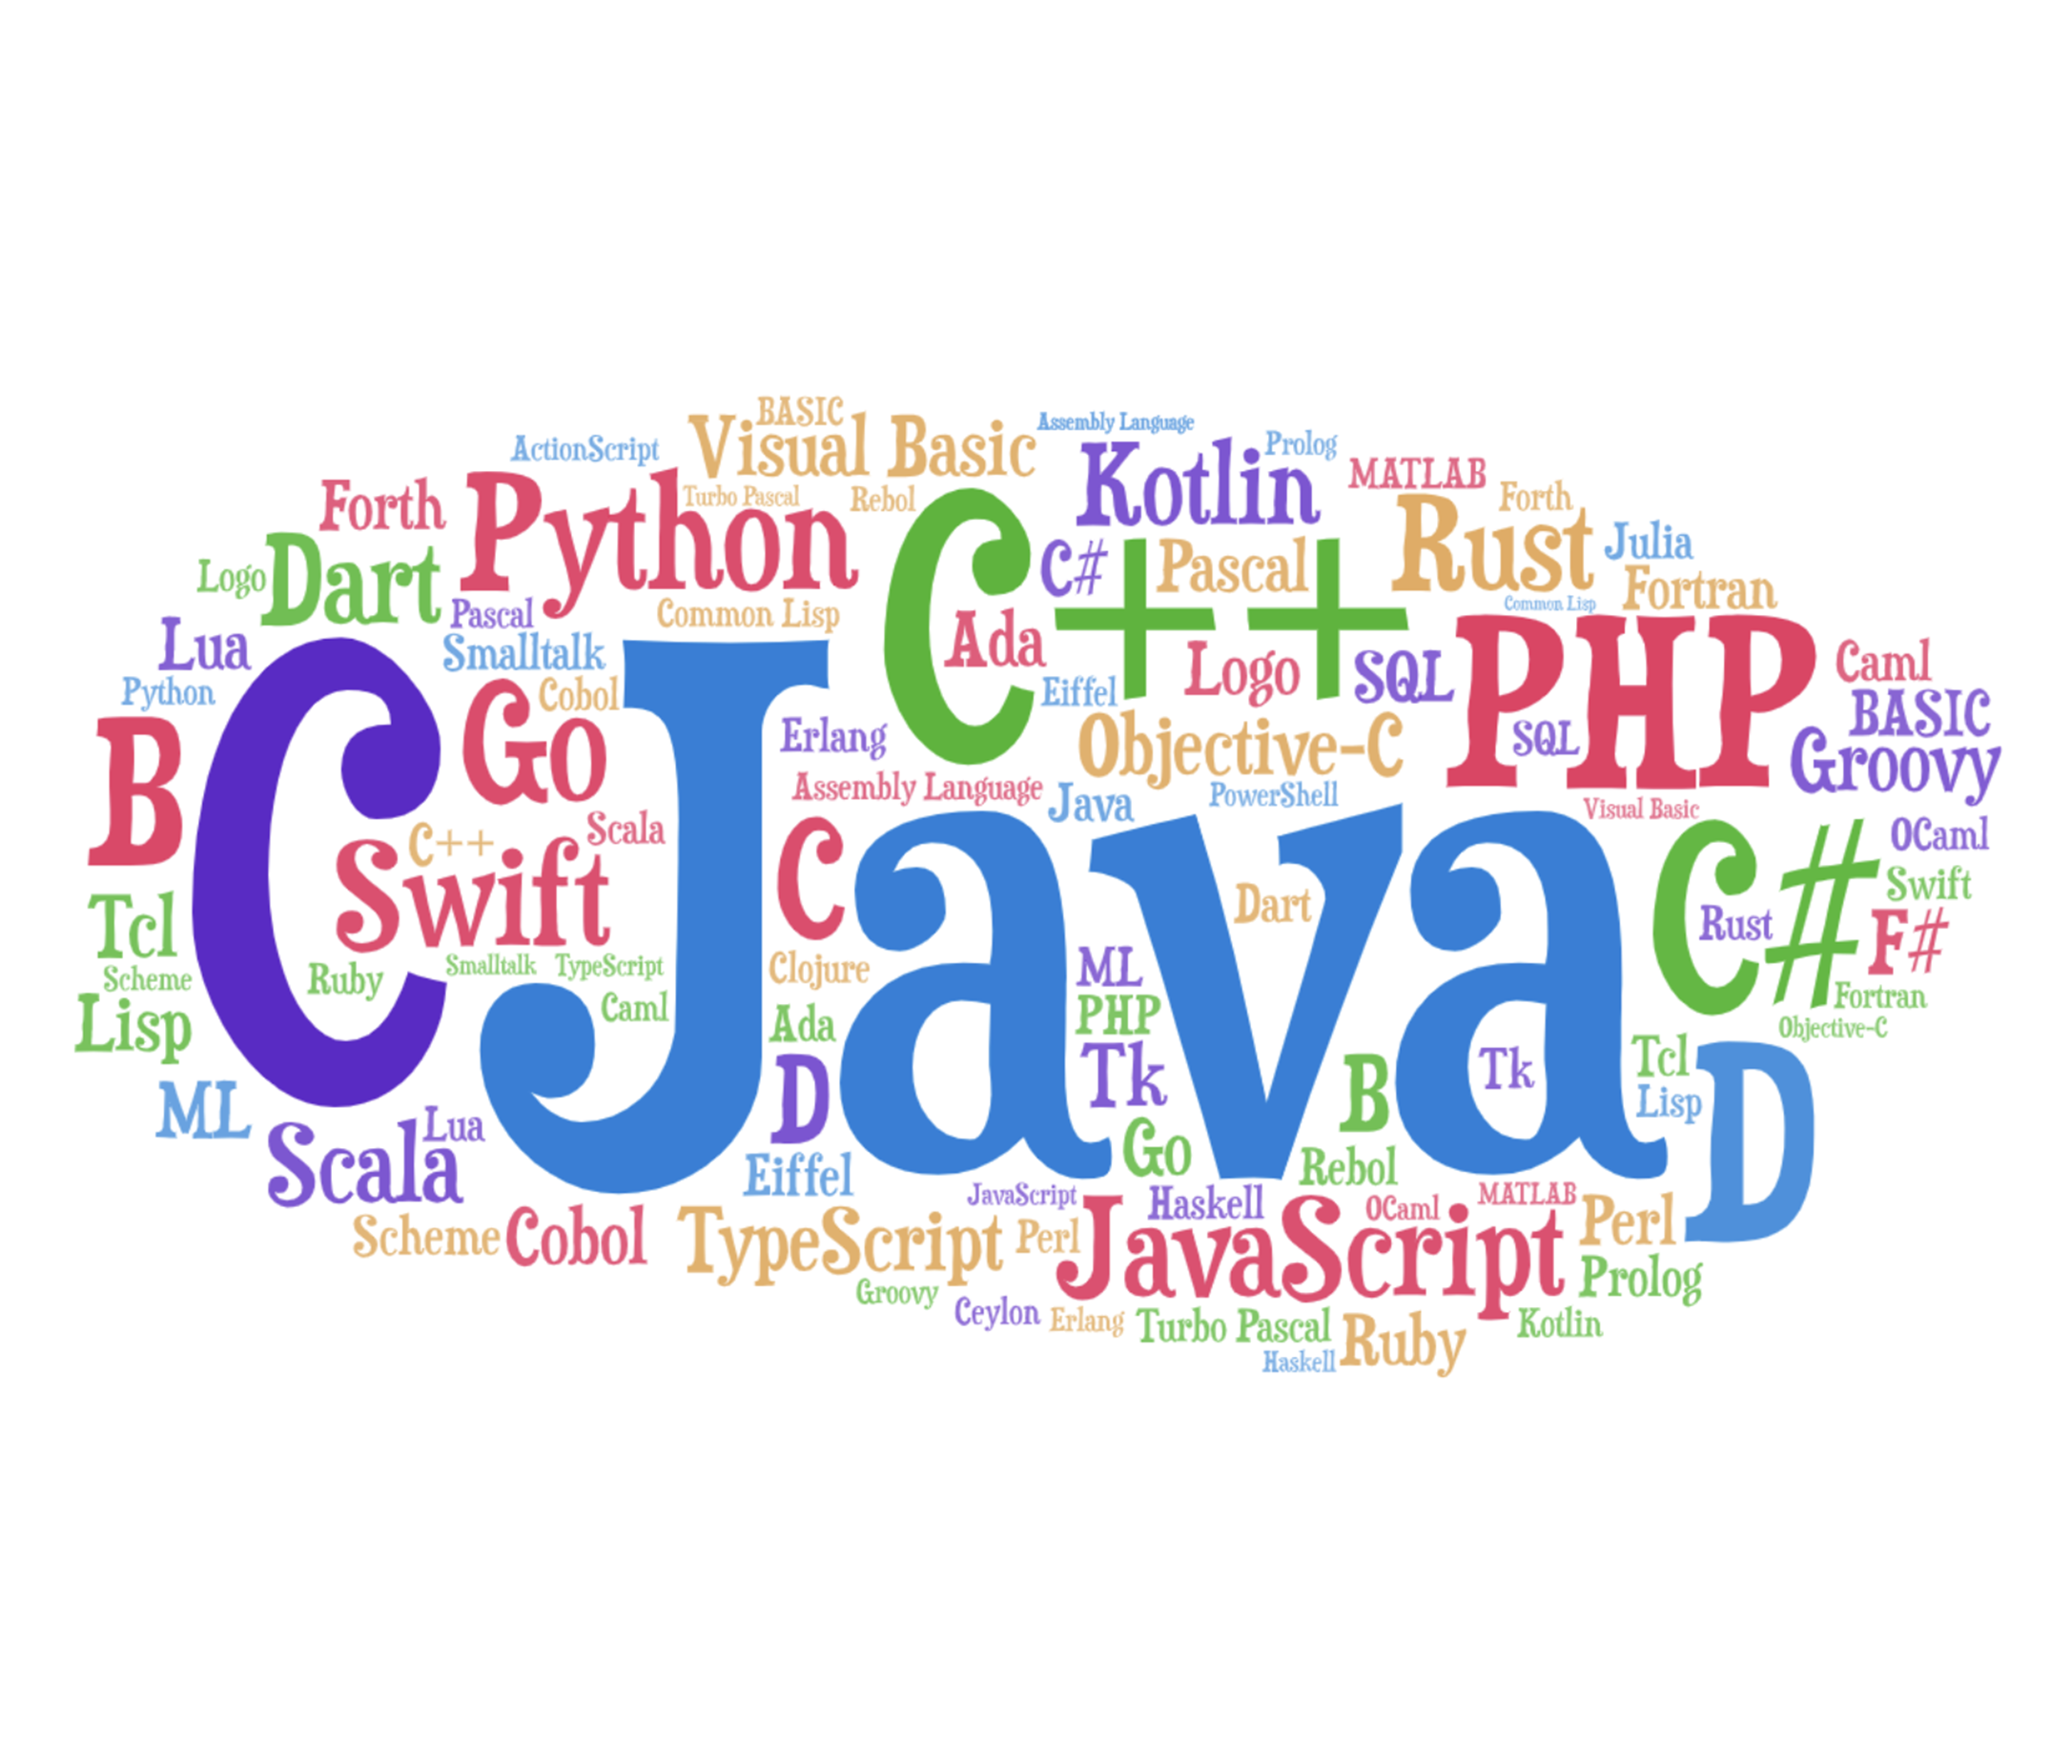 BASIC
Assembly Language
ActionScript
Visual Basic
Prolog
Kotlin
MATLAB
Forth
Python
Turbo Pascal
Rebol
Rust
Forth
Julia
Logo
Dart
C++
C#
Pascal
Fortran
Pascal
Common Lisp
Common Lisp
Lua
Smalltalk
Ada
Logo
SQL
PHP
Caml
Python
Cobol
Eiffel
BASIC
B
C
Go
Java
Erlang
Objective-C
SQL
Groovy
Assembly Language
Java
PowerShell
Visual Basic
C++
Scala
OCaml
Swift
C
Dart
C#
Swift
Rust
F#
Tcl
Scheme
Ruby
Smalltalk
TypeScript
Clojure
ML
Fortran
Lisp
Caml
Ada
PHP
Objective-C
Tk
Tk
Tcl
D
ML
D
B
Lisp
Lua
Scala
Go
Eiffel
Rebol
JavaScript
Haskell
OCaml
MATLAB
Scheme
Cobol
TypeScript
Perl
JavaScript
Perl
Groovy
Prolog
Ceylon
Erlang
Turbo Pascal
Ruby
Kotlin
Haskell